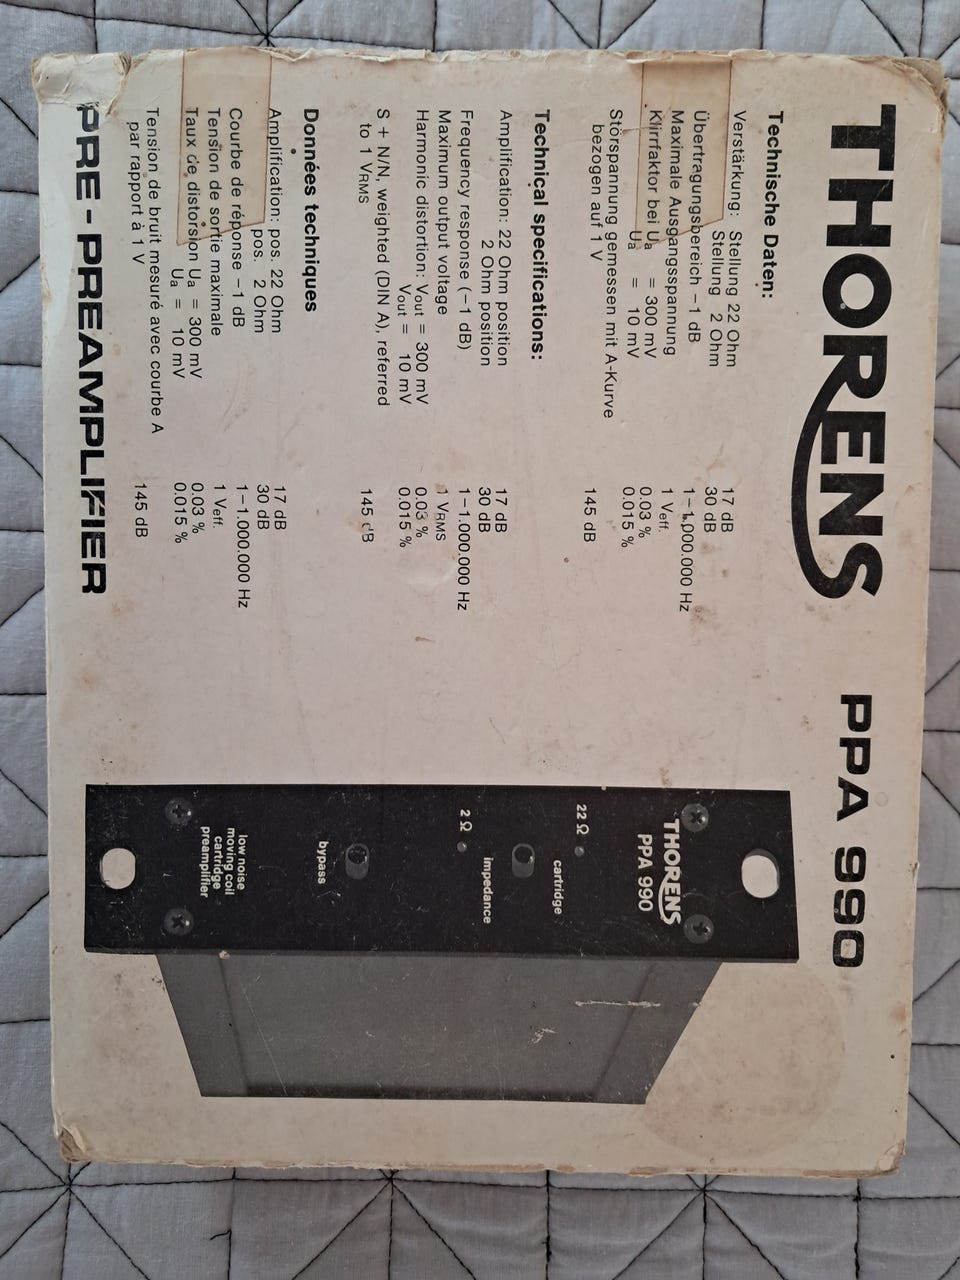 THORENS PPA 990
Technische Daten:
Verstärkung: Stellung 22 Ohm 17 dB
Stellung 2 Ohm 30 dB
Übertragungsbereich −1 dB 1−1.000.000 Hz
Maximale Ausgangsspannung 1 Veff.
Klirrfaktor bei Ua = 300 mV 0.03 %
Ua = 10 mV 0.015 %
Störspannung gemessen mit A-Kurve
bezogen auf 1 V 145 dB
Technical specifications:
Amplification: 22 Ohm position 17 dB
2 Ohm position 30 dB
Frequency response (−1 dB) 1−1.000.000 Hz
Maximum output voltage 1 VRMS
Harmonic distortion: Vout = 300 mV 0.03 %
Vout = 10 mV 0.015 %
S + N/N, weighted (DIN A), referred
to 1 VRMS 145 dB
Données techniques
Amplification: pos. 22 Ohm 17 dB
pos. 2 Ohm 30 dB
Courbe de réponse −1 dB 1−1.000.000 Hz
Tension de sortie maximale 1 Veff.
Taux de distorsion Ua = 300 mV 0.03 %
Ua = 10 mV 0.015 %
Tension de bruit mesuré avec courbe A
par rapport à 1 V 145 dB
PRE-PREAMPLIFIER
THORENS
PPA 990
22 Ω
cartridge
impedance
2 Ω
bypass
low noise
moving coil
cartridge
preamplifier